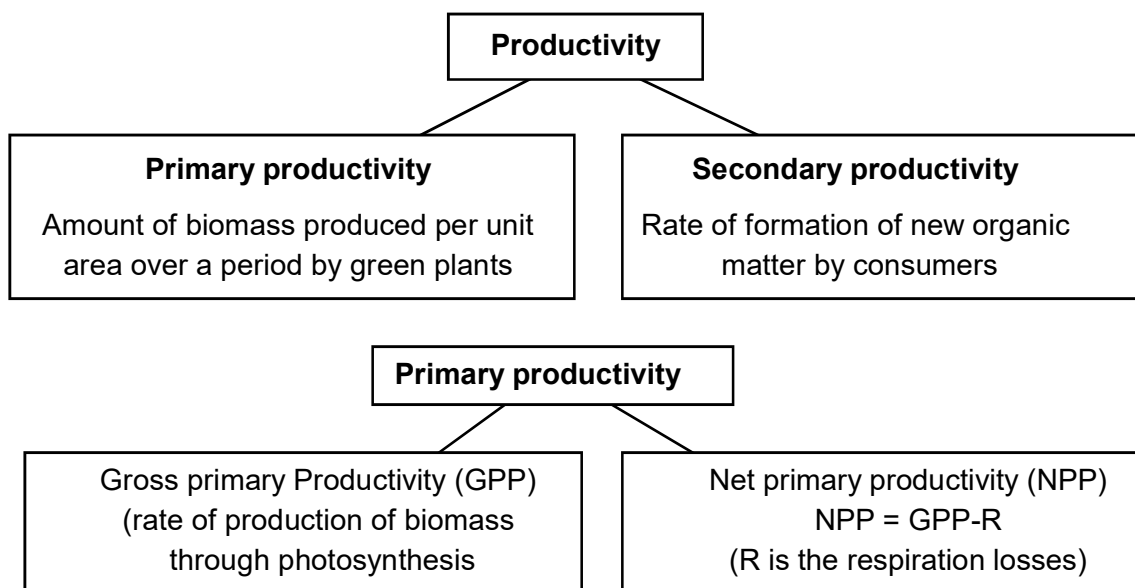 Productivity
Primary productivity
Amount of biomass produced per unit
area over a period by green plants
Secondary productivity
Rate of formation of new organic
matter by consumers
Primary productivity
Gross primary Productivity (GPP)
(rate of production of biomass
through photosynthesis
Net primary productivity (NPP)
NPP = GPP-R
(R is the respiration losses)